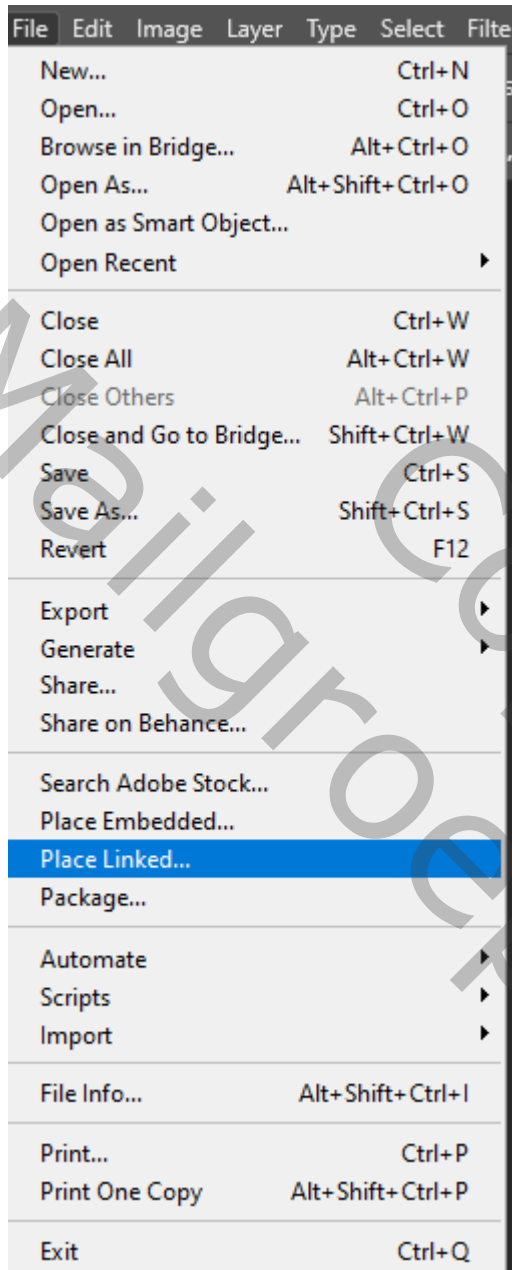 File Edit Image Layer Type Select Filte
New... Ctrl+N
Open... Ctrl+O
Browse in Bridge... Alt+Ctrl+O
Open As... Alt+Shift+Ctrl+O
Open as Smart Object...
Open Recent
Close Ctrl+W
Close All Alt+Ctrl+W
Close Others Alt+Ctrl+P
Close and Go to Bridge... Shift+Ctrl+W
Save Ctrl+S
Save As... Shift+Ctrl+S
Revert F12
Export
Generate
Share...
Share on Behance...
Search Adobe Stock...
Place Embedded...
Place Linked...
Package...
Automate
Scripts
Import
File Info... Alt+Shift+Ctrl+I
Print... Ctrl+P
Print One Copy Alt+Shift+Ctrl+P
Exit Ctrl+Q